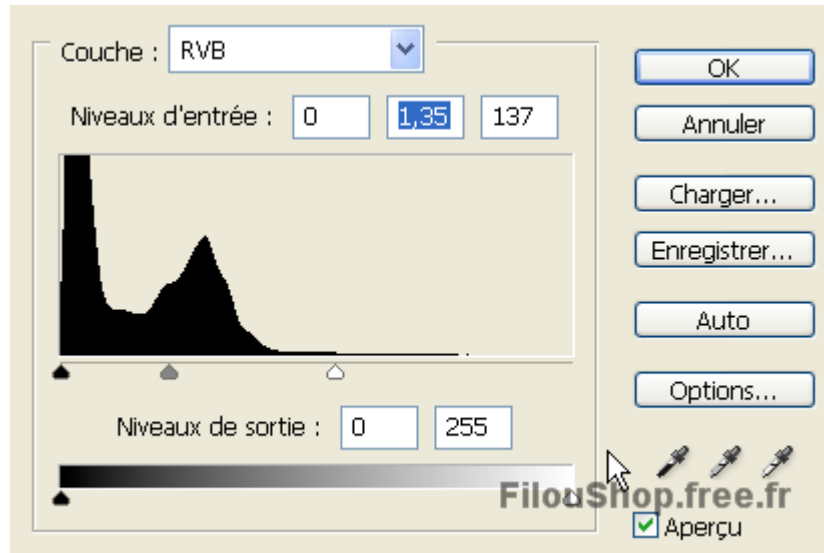 Couche : RVB
Niveaux d'entrée : 0 1,35 137
Niveaux de sortie : 0 255
OK
Annuler
Charger...
Enregistrer...
Auto
Options...
FilouShop.free.fr
Aperçu